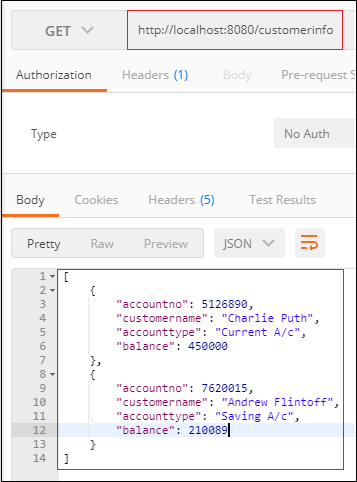 GET http://localhost:8080/customerinfo
Authorization Headers (1) Body Pre-request S
Type No Auth
Body Cookies Headers (5) Test Results
Pretty Raw Preview JSON
1 [
2 {
3 "accountno": 5126890,
4 "customername": "Charlie Puth",
5 "accounttype": "Current A/c",
6 "balance": 450000
7 },
8 {
9 "accountno": 7620015,
10 "customername": "Andrew Flintoff",
11 "accounttype": "Saving A/c",
12 "balance": 210089
13 }
14 ]